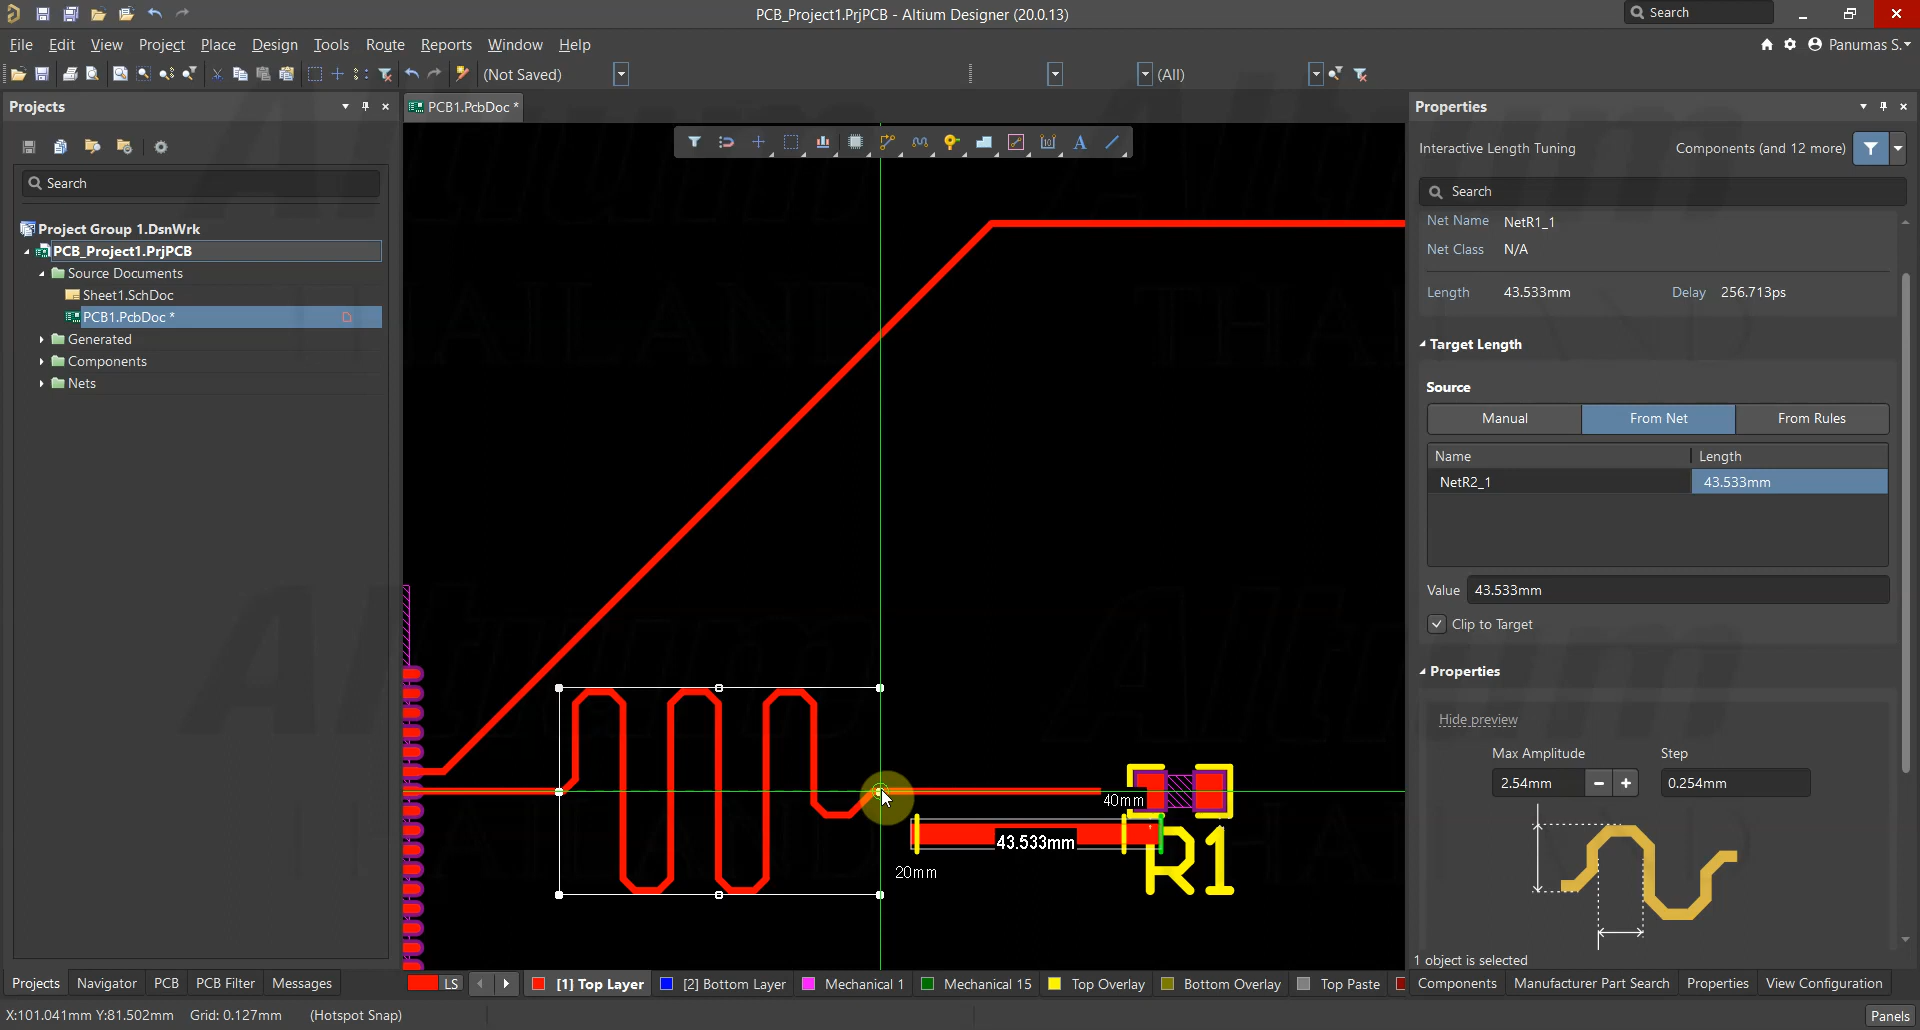 PCB_Project1.PrjPCB - Altium Designer (20.0.13)
Search
File Edit View Project Place Design Tools Route Reports Window Help
Panumas S.
(Not Saved)
(All)
Projects
PCB1.PcbDoc *
Properties
Interactive Length Tuning
Components (and 12 more)
Search
Search
Net Name NetR1_1
Net Class N/A
Length 43.533mm
Delay 256.713ps
Project Group 1.DsnWrk
PCB_Project1.PrjPCB
Source Documents
Sheet1.SchDoc
PCB1.PcbDoc *
Generated
Components
Nets
Target Length
Source
Manual
From Net
From Rules
Name
Length
NetR2_1
43.533mm
Value 43.533mm
Clip to Target
Properties
Hide preview
Max Amplitude
Step
2.54mm
0.254mm
40mm
43.533mm
20mm
R1
1 object is selected
Projects Navigator PCB PCB Filter Messages
LS
[1] Top Layer
[2] Bottom Layer
Mechanical 1
Mechanical 15
Top Overlay
Bottom Overlay
Top Paste
Components
Manufacturer Part Search
Properties
View Configuration
X:101.041mm Y:81.502mm Grid: 0.127mm (Hotspot Snap)
Panels
Altium
THAILAND